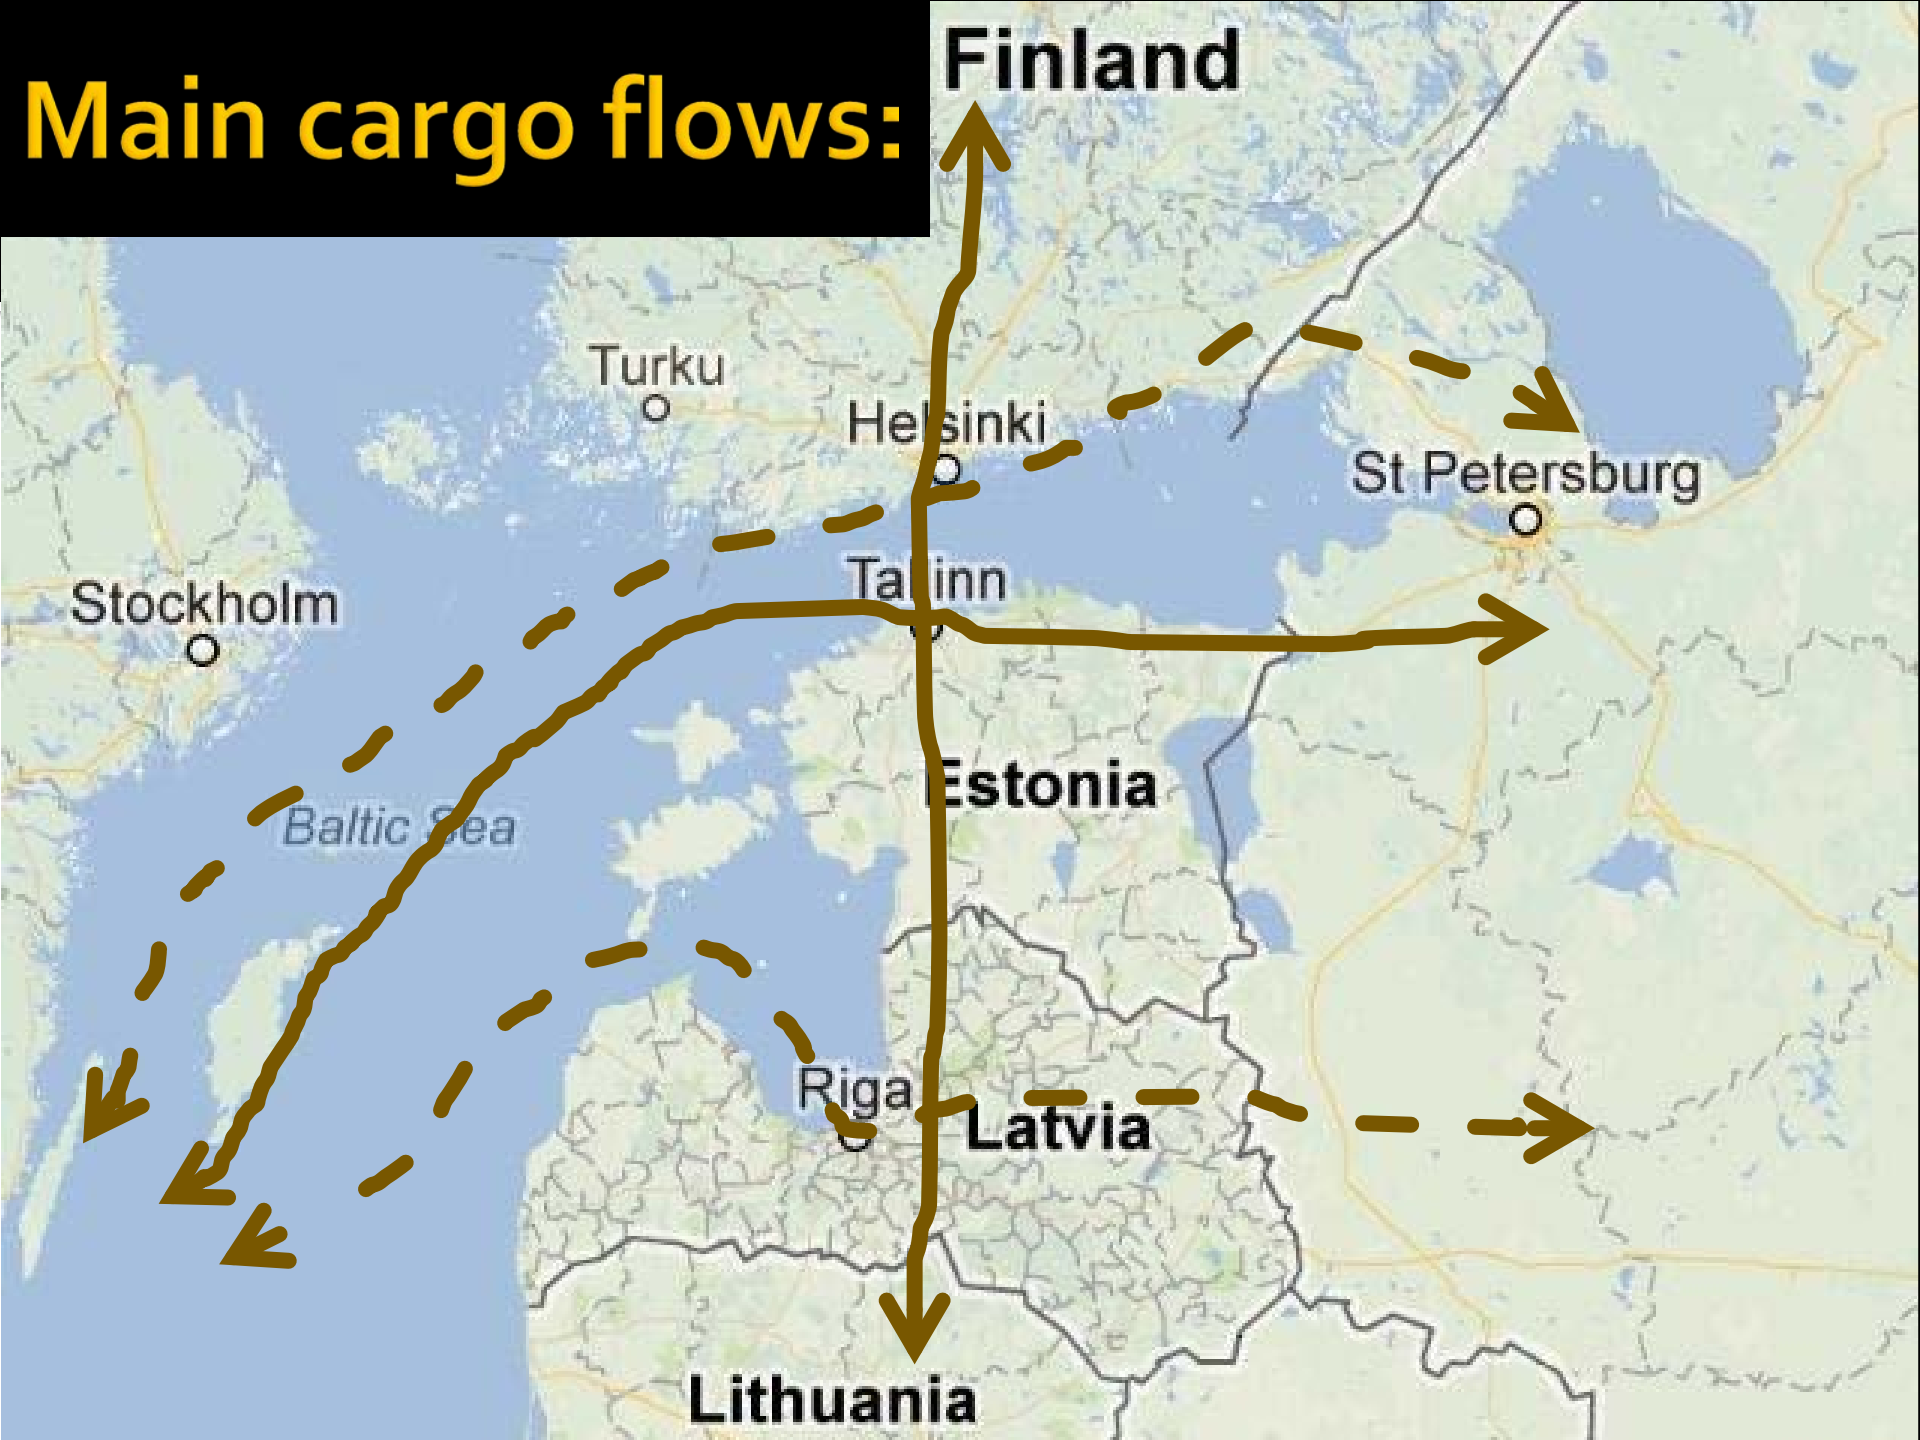 Main cargo flows:
Finland
Turku
Helsinki
St Petersburg
Tallinn
Stockholm
Estonia
Baltic Sea
Riga
Latvia
Lithuania